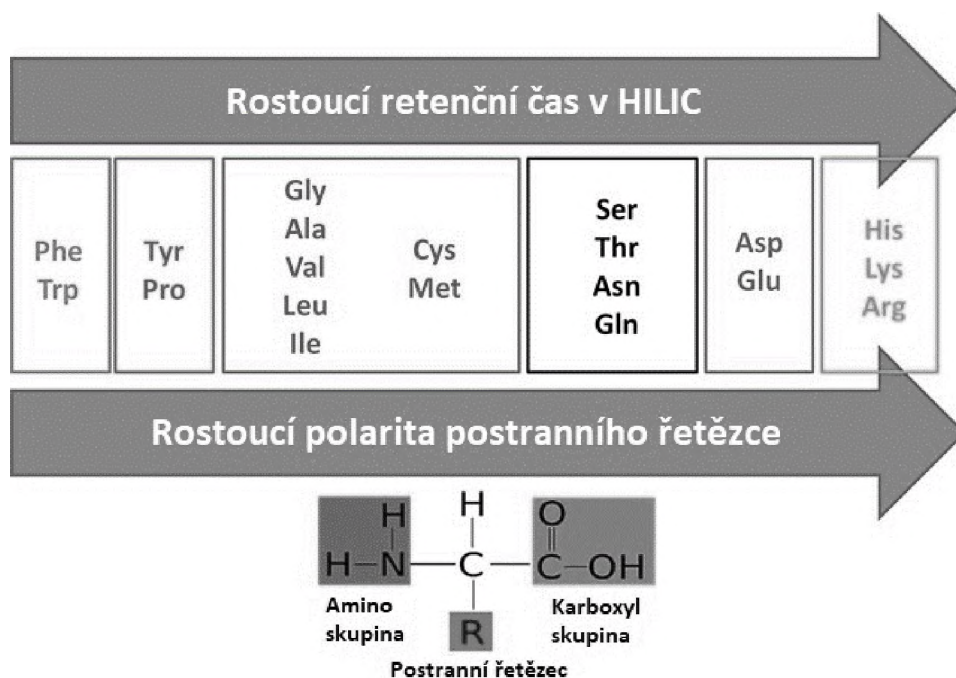 Rostoucí retenční čas v HILIC
Phe
Trp
Tyr
Pro
Gly
Ala
Val
Leu
Ile
Cys
Met
Ser
Thr
Asn
Gln
Asp
Glu
His
Lys
Arg
Rostoucí polarita postranního řetězce
H H O
H–N–C–C–OH
Amino
skupina
R
Karboxyl
skupina
Postranní řetězec